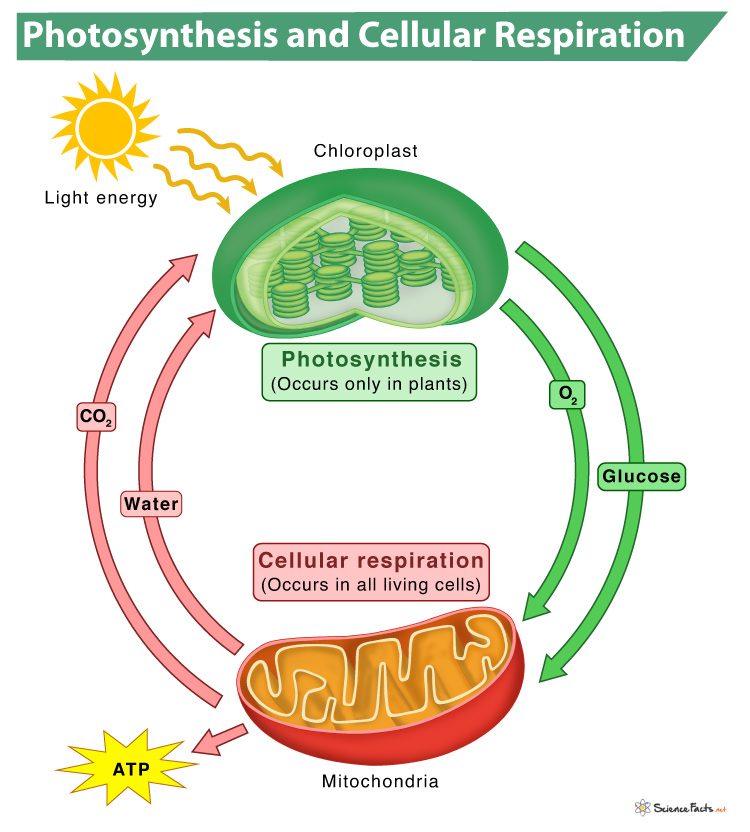 Photosynthesis and Cellular Respiration
Chloroplast
Light energy
Photosynthesis
(Occurs only in plants)
O₂
CO₂
Glucose
Water
Cellular respiration
(Occurs in all living cells)
ATP
Mitochondria
ScienceFacts.net